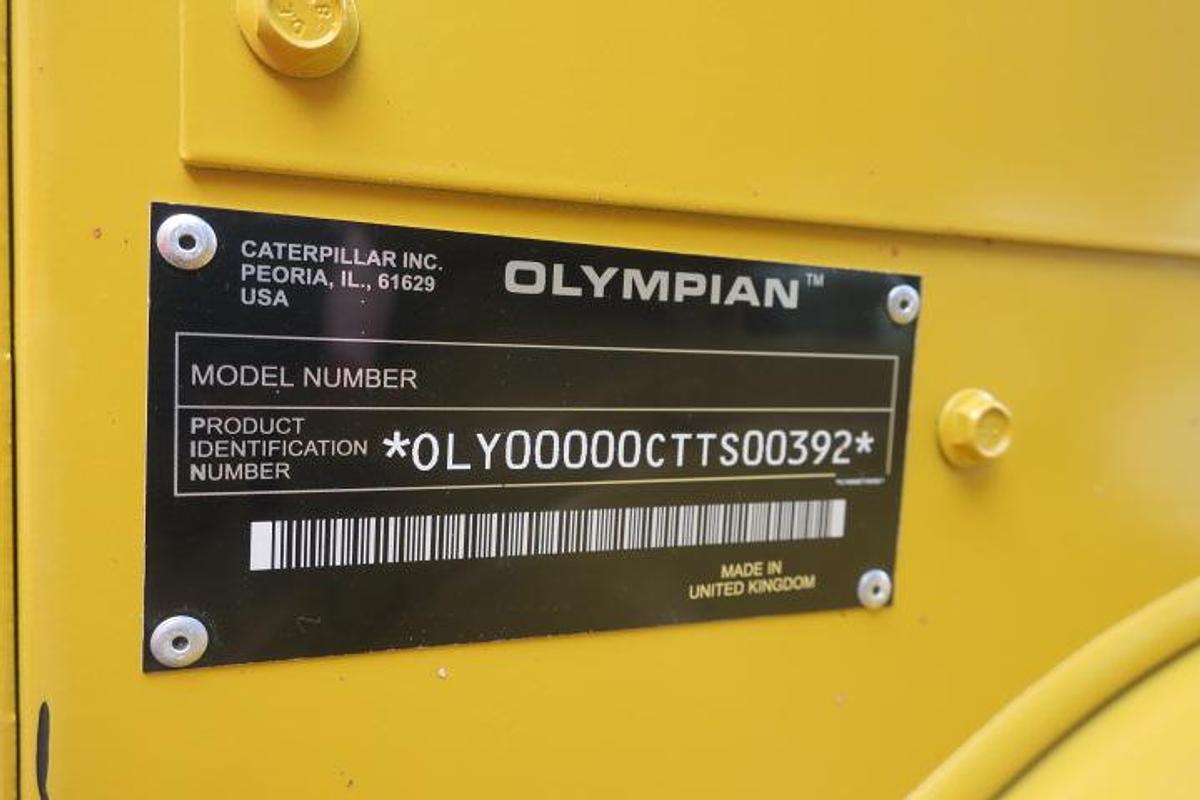 CATERPILLAR INC.
PEORIA, IL., 61629
USA
OLYMPIAN™
MODEL NUMBER
PRODUCT
IDENTIFICATION
NUMBER
*OLY00000CTTS00392*
MADE IN
UNITED KINGDOM